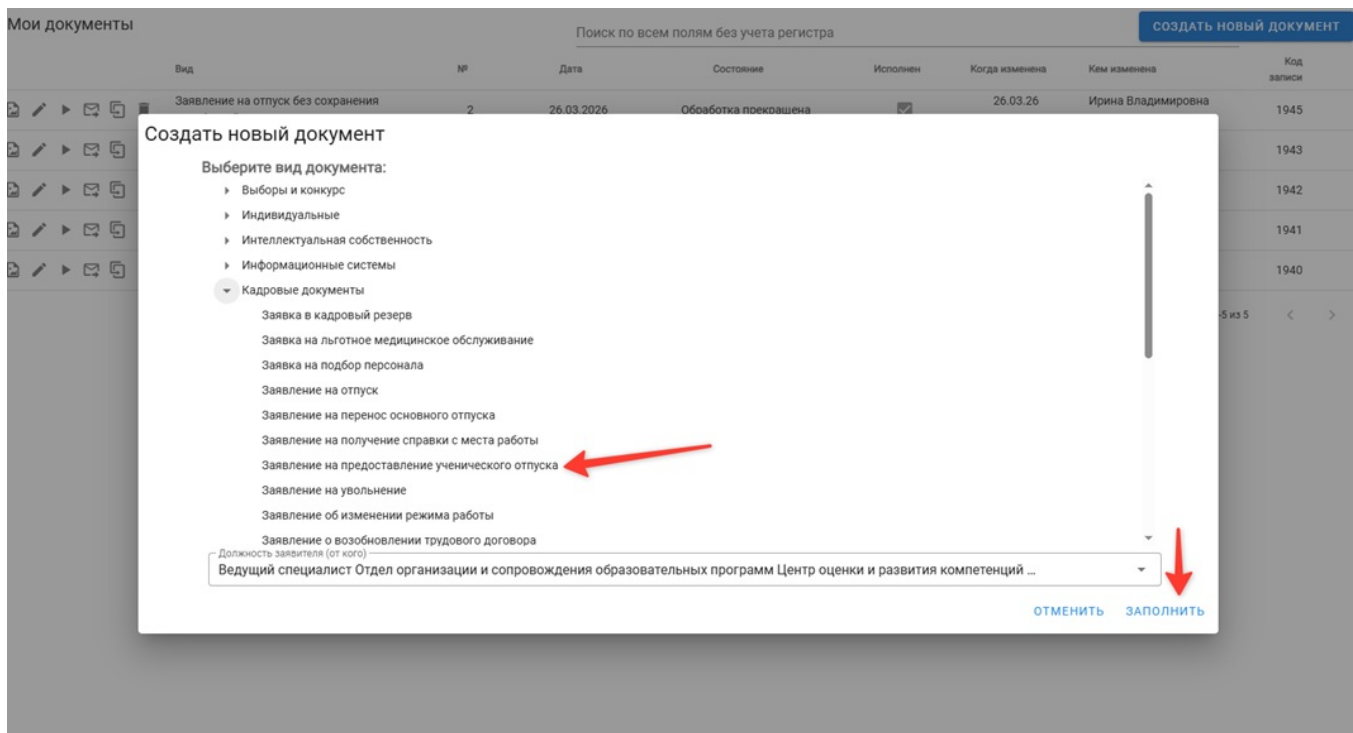 Мои документы
Поиск по всем полям без учета регистра
СОЗДАТЬ НОВЫЙ ДОКУМЕНТ
Вид № Дата Состояние Исполнен Когда изменена Кем изменена Код записи
Заявление на отпуск без сохранения
2 26.03.2026 Обработка прекращена 26.03.26 Ирина Владимировна 1945
Создать новый документ
1943
Выберите вид документа:
Выборы и конкурс
1942
Индивидуальные
1941
Интеллектуальная собственность
Информационные системы
1940
Кадровые документы
Заявка в кадровый резерв
-5 из 5
Заявка на льготное медицинское обслуживание
Заявка на подбор персонала
Заявление на отпуск
Заявление на перенос основного отпуска
Заявление на получение справки с места работы
Заявление на предоставление ученического отпуска
Заявление на увольнение
Заявление об изменении режима работы
Заявление о возобновлении трудового договора
Должность заявителя (от кого)
Ведущий специалист Отдел организации и сопровождения образовательных программ Центр оценки и развития компетенций ...
ОТМЕНИТЬ ЗАПОЛНИТЬ